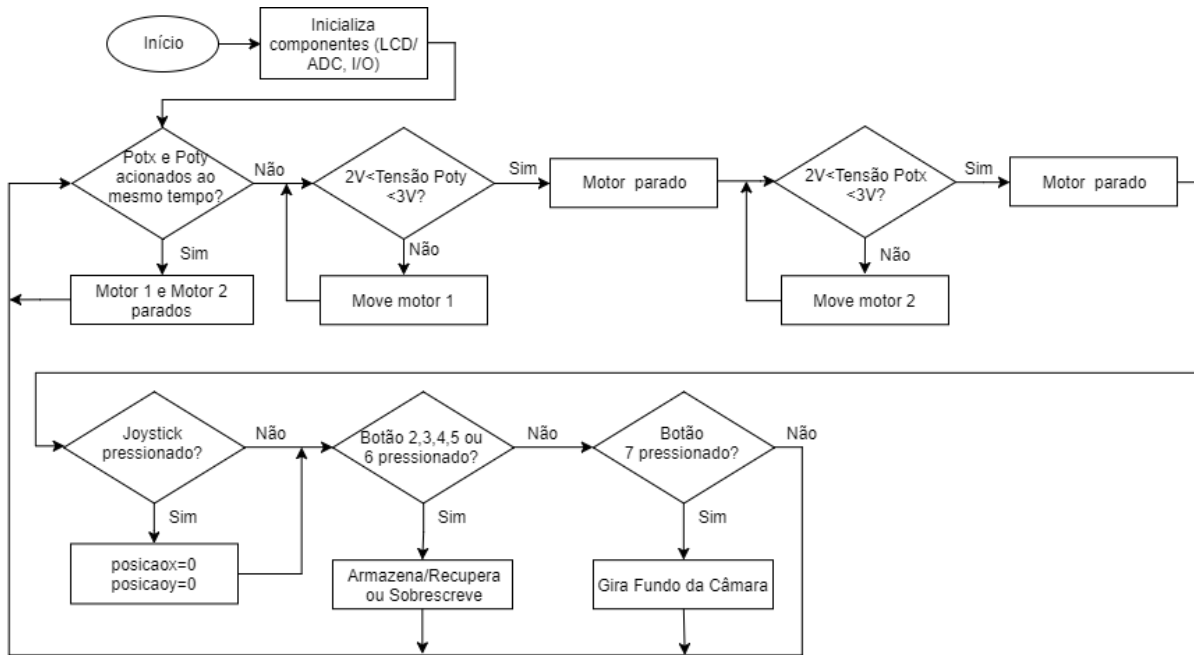 Início
Inicializa
componentes (LCD/
ADC, I/O)
Potx e Poty
acionados ao
mesmo tempo?
Não
Sim
Motor 1 e Motor 2
parados
2V<Tensão Poty
<3V?
Sim
Não
Move motor 1
Motor parado
2V<Tensão Potx
<3V?
Sim
Não
Move motor 2
Motor parado
Joystick
pressionado?
Não
Sim
posicaox=0
posicaoy=0
Botão 2,3,4,5 ou
6 pressionado?
Não
Sim
Armazena/Recupera
ou Sobrescreve
Botão
7 pressionado?
Não
Sim
Gira Fundo da Câmara